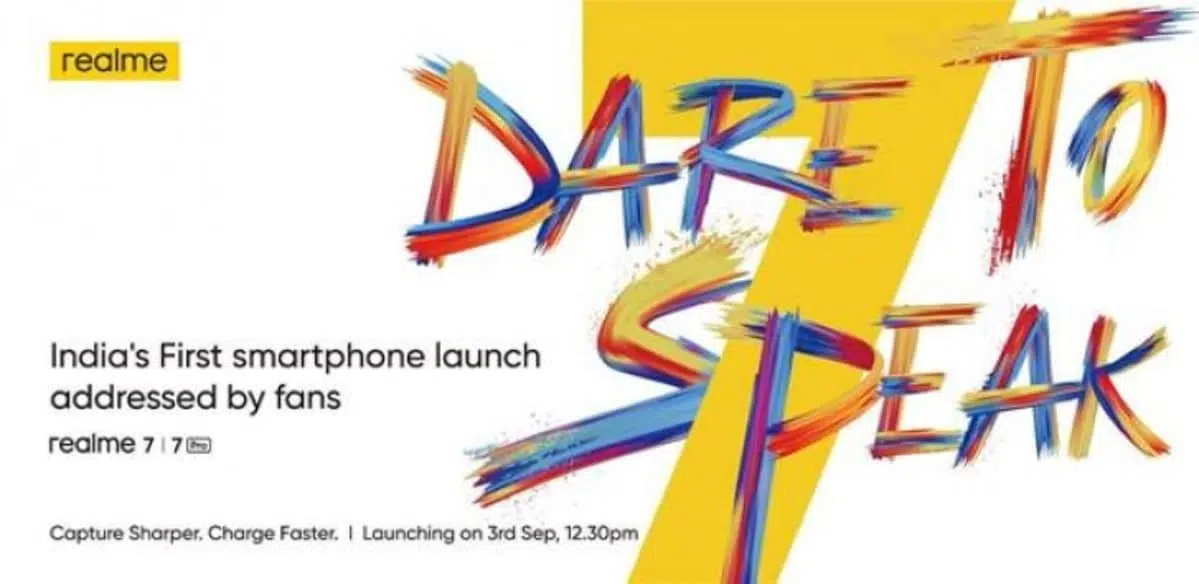 realme
DARE TO
SPEAK
India's First smartphone launch
addressed by fans
realme 7 | 7 Pro
Capture Sharper. Charge Faster. | Launching on 3rd Sep, 12.30pm
7